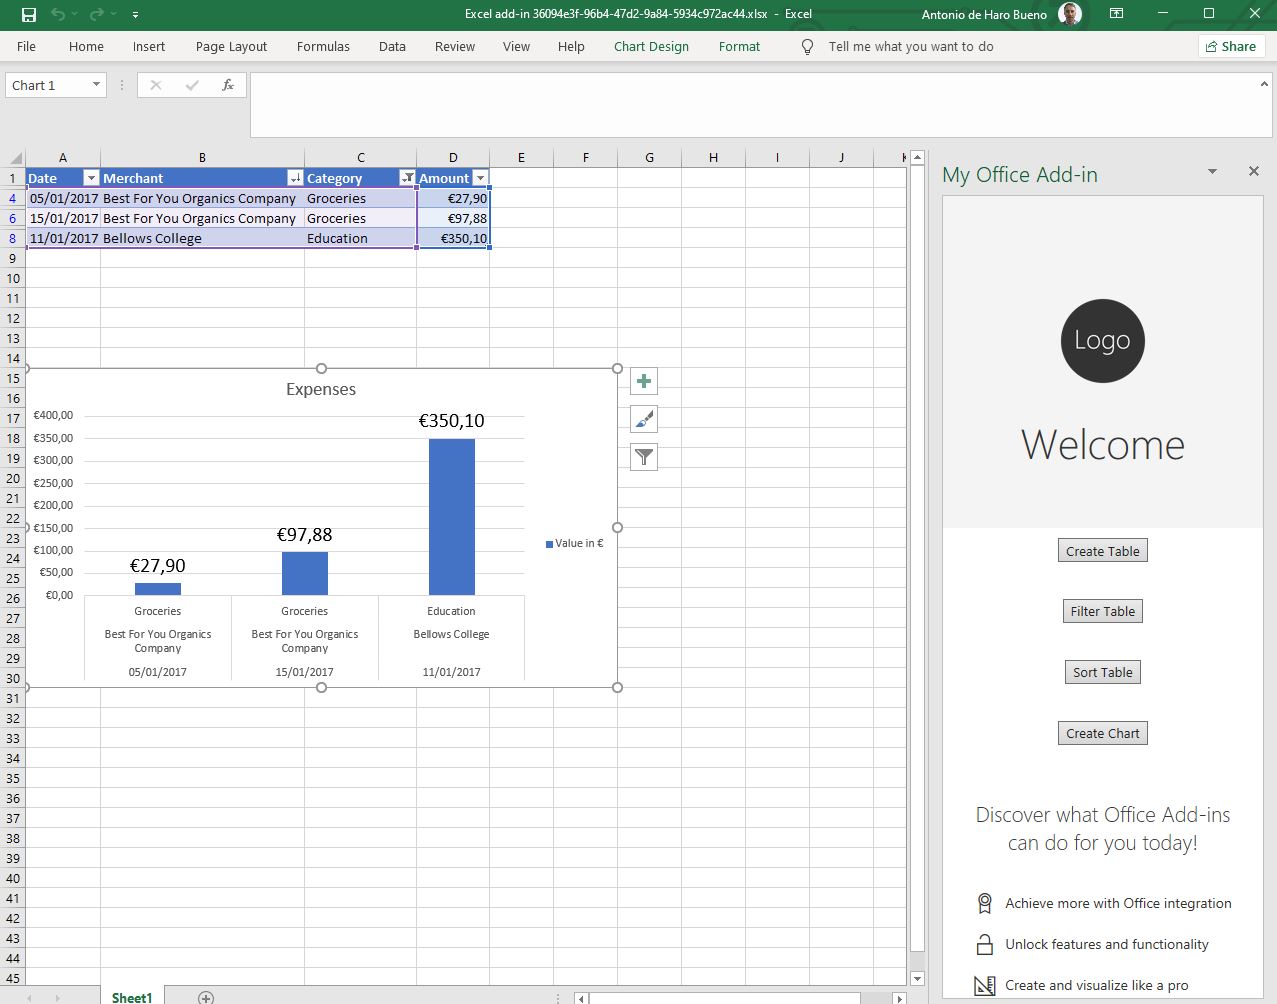 Excel add-in 36094e3f-96b4-47d2-9a84-5934c972ac44.xlsx - Excel
Antonio de Haro Bueno
File Home Insert Page Layout Formulas Data Review View Help Chart Design Format Tell me what you want to do Share
Chart 1
fx
A B C D E F G H I J K
1 Date Merchant Category Amount
4 05/01/2017 Best For You Organics Company Groceries €27,90
6 15/01/2017 Best For You Organics Company Groceries €97,88
8 11/01/2017 Bellows College Education €350,10
9
10
11
12
13
14
15
16
17
18
19
20
21
22
23
24
25
26
27
28
29
30
31
32
33
34
35
36
37
38
39
40
41
42
43
44
45
Expenses
€400,00
€350,00
€300,00
€250,00
€200,00
€150,00
€100,00
€50,00
€0,00
€27,90
€97,88
€350,10
Value in €
Groceries Groceries Education
Best For You Organics Best For You Organics Bellows College
Company Company
05/01/2017 15/01/2017 11/01/2017
Sheet1
My Office Add-in
Logo
Welcome
Create Table
Filter Table
Sort Table
Create Chart
Discover what Office Add-ins
can do for you today!
Achieve more with Office integration
Unlock features and functionality
Create and visualize like a pro